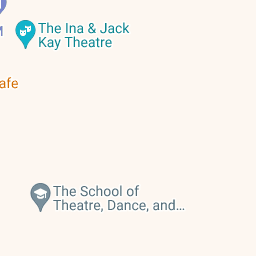 The Ina & Jack
Kay Theatre
afe
The School of
Theatre, Dance, and...